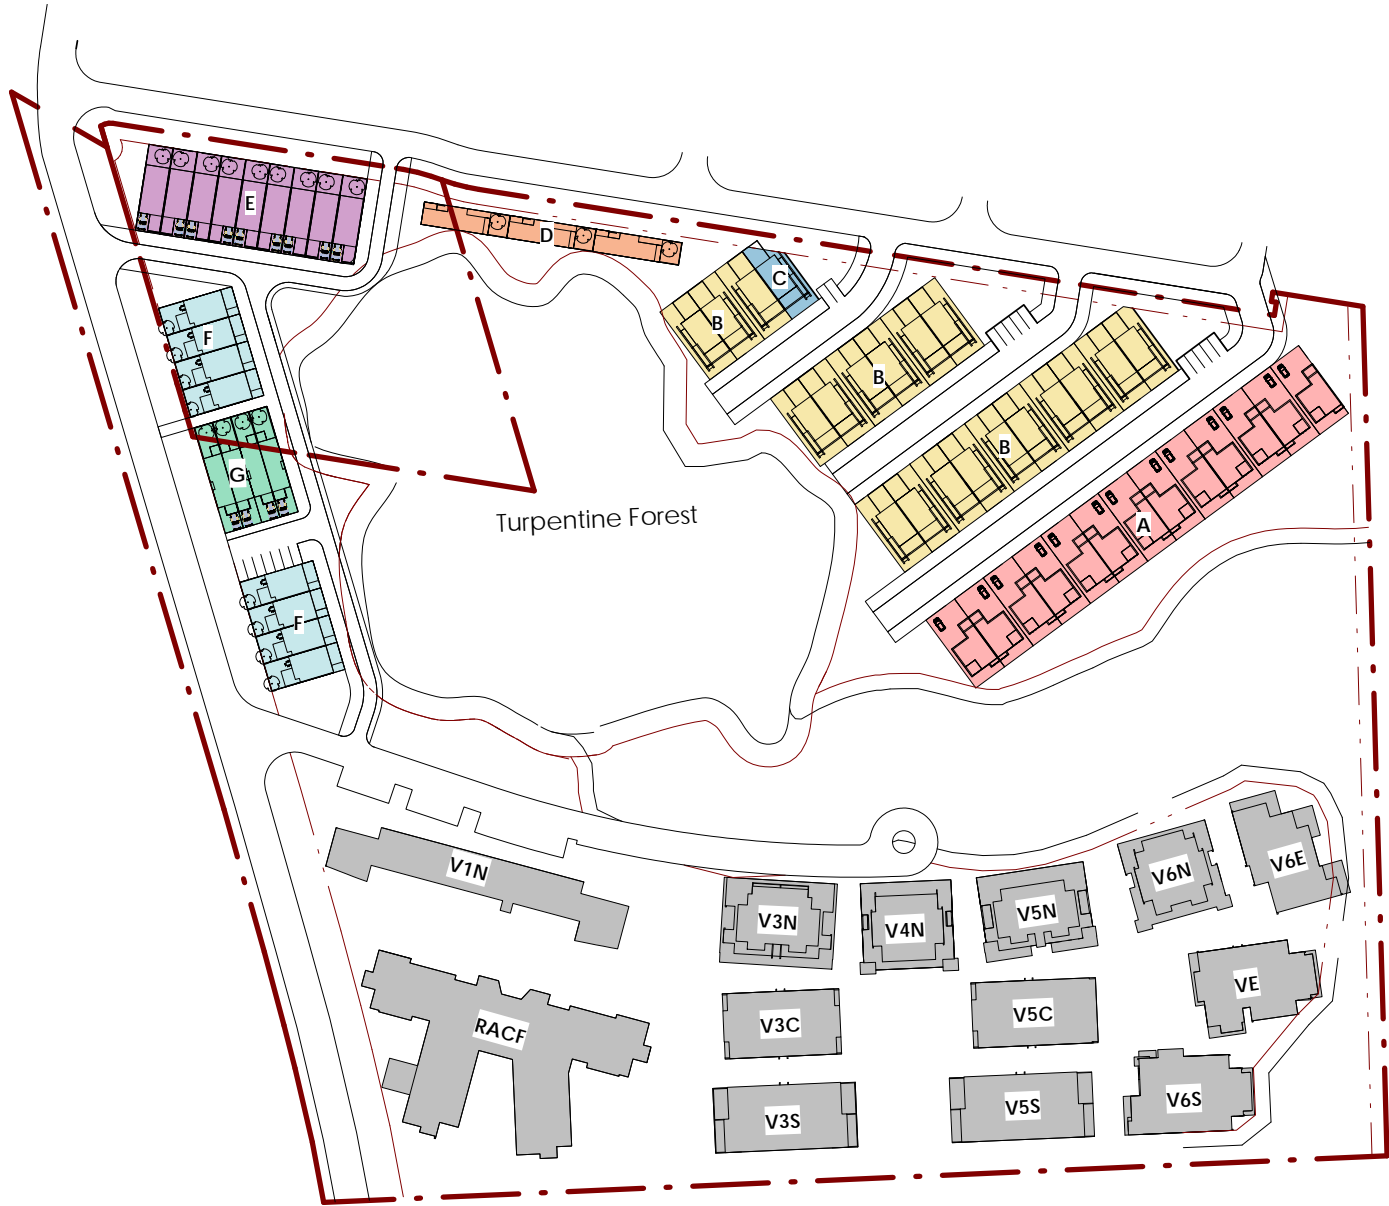 E
D
C
B
F
B
B
G
Turpentine Forest
A
F
V1N
V6E
V6N
V3N
V4N
V5N
VE
V3C
V5C
RACF
V6S
V5S
V3S